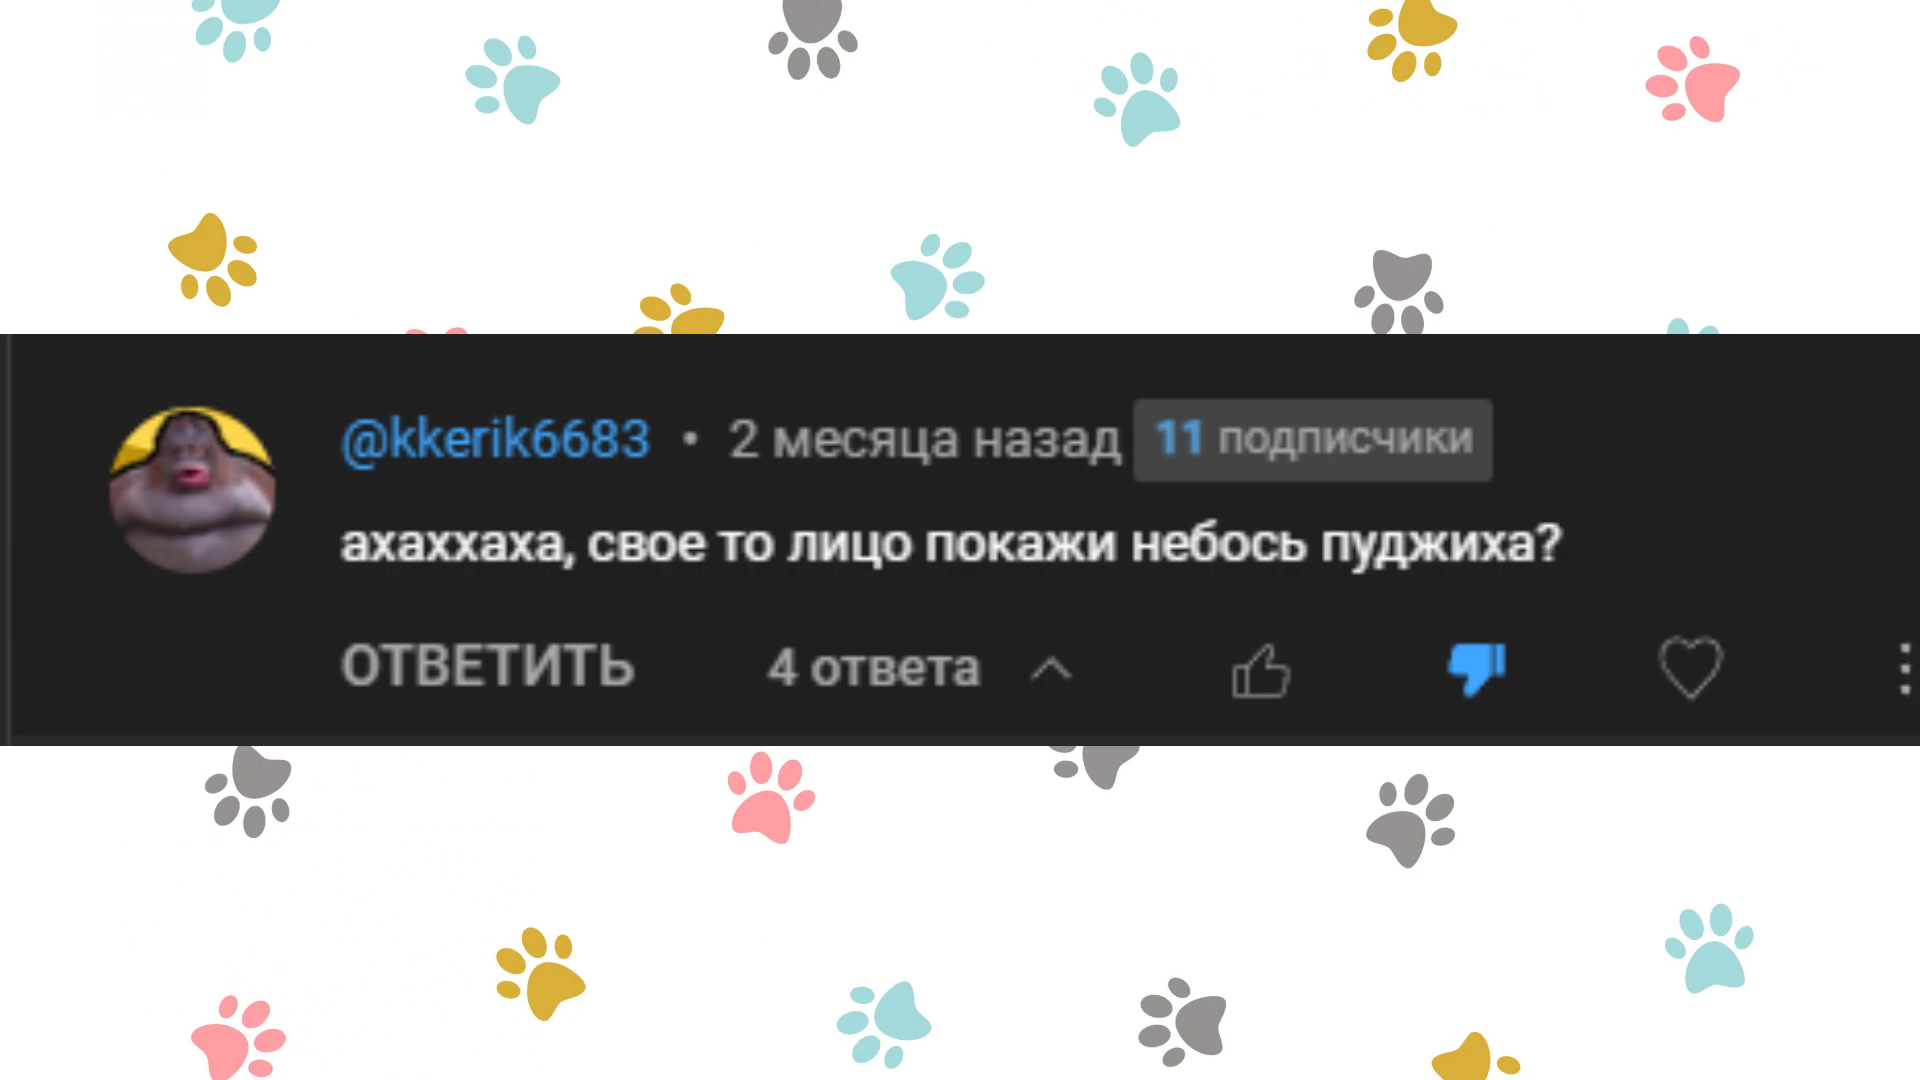 @kkerik6683 • 2 месяца назад 11 подписчики
ахаххаха, свое то лицо покажи небось пуджиха?
ОТВЕТИТЬ 4 ответа